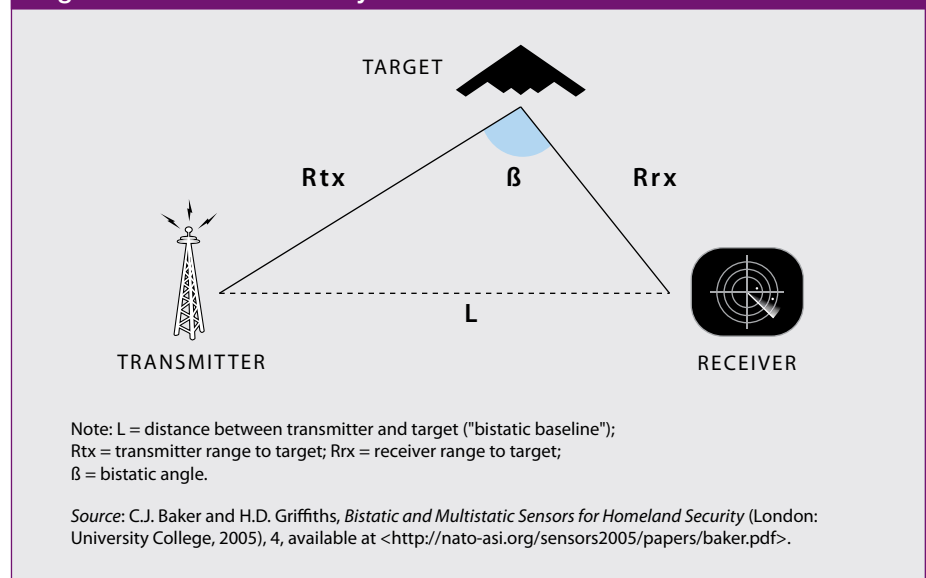 TARGET
Rtx
ß
Rrx
L
TRANSMITTER
RECEIVER
Note: L = distance between transmitter and target ("bistatic baseline");
Rtx = transmitter range to target; Rrx = receiver range to target;
ß = bistatic angle.
Source: C.J. Baker and H.D. Griffiths, Bistatic and Multistatic Sensors for Homeland Security (London:
University College, 2005), 4, available at <http://nato-asi.org/sensors2005/papers/baker.pdf>.